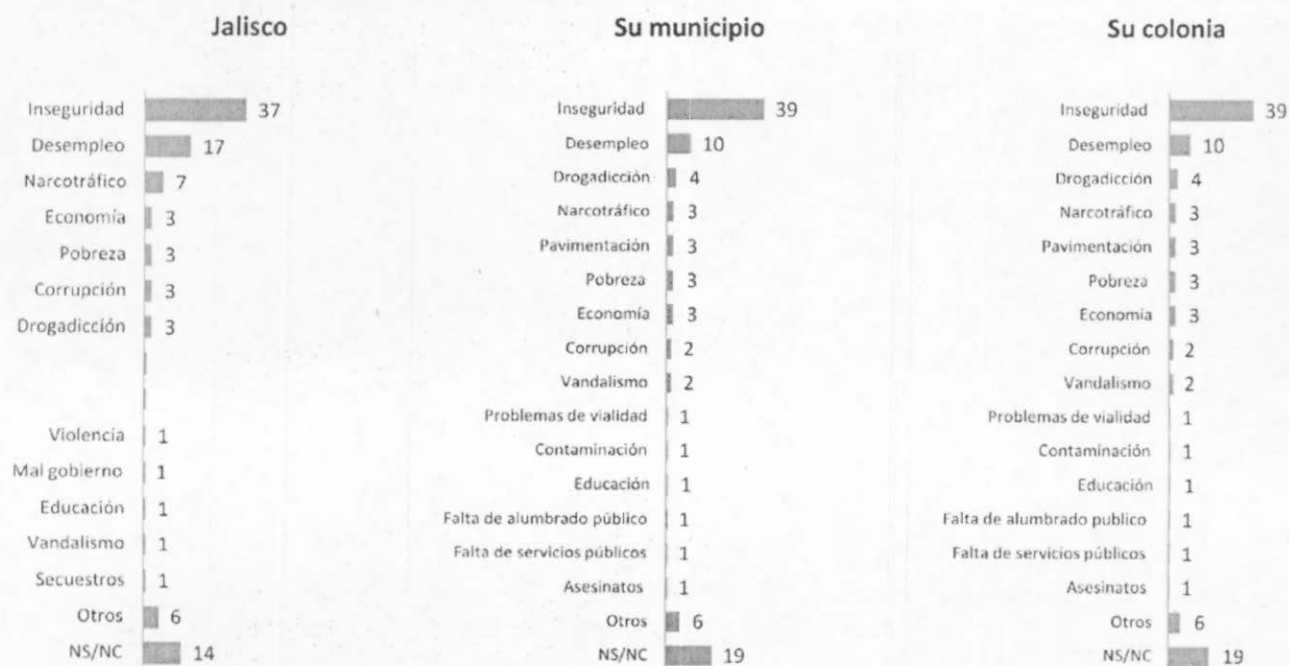 Jalisco
Inseguridad 37
Desempleo 17
Narcotráfico 7
Economía 3
Pobreza 3
Corrupción 3
Drogadicción 3
Violencia 1
Mal gobierno 1
Educación 1
Vandalismo 1
Secuestros 1
Otros 6
NS/NC 14
Su municipio
Inseguridad 39
Desempleo 10
Drogadicción 4
Narcotráfico 3
Pavimentación 3
Pobreza 3
Economía 3
Corrupción 2
Vandalismo 2
Problemas de vialidad 1
Contaminación 1
Educación 1
Falta de alumbrado público 1
Falta de servicios públicos 1
Asesinatos 1
Otros 6
NS/NC 19
Su colonia
Inseguridad 39
Desempleo 10
Drogadicción 4
Narcotráfico 3
Pavimentación 3
Pobreza 3
Economía 3
Corrupción 2
Vandalismo 2
Problemas de vialidad 1
Contaminación 1
Educación 1
Falta de alumbrado publico 1
Falta de servicios públicos 1
Asesinatos 1
Otros 6
NS/NC 19